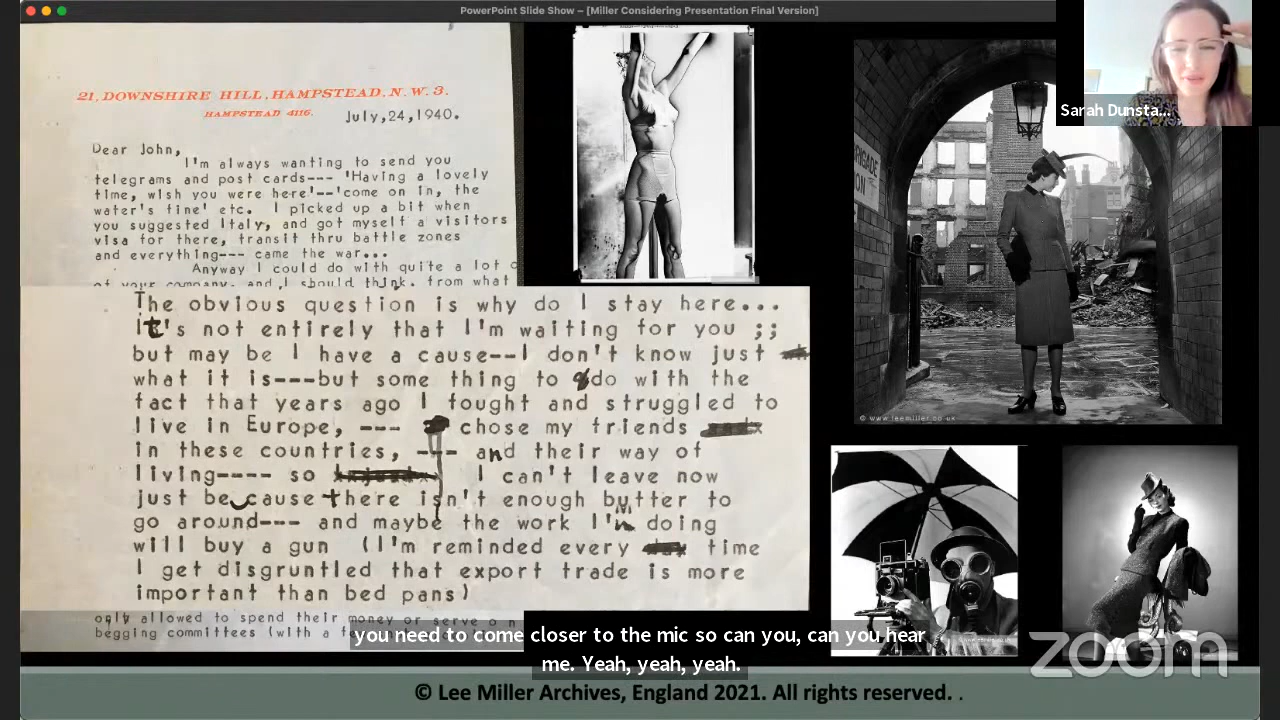 PowerPoint Slide Show – [Miller Considering Presentation Final Version]
21, DOWNSHIRE HILL, HAMPSTEAD, N.W. 3.
HAMPSTEAD 4116.
July,24,1940.
Dear John,
I'm always wanting to send you
telegrams and post cards--- 'Having a lovely
time, wish you were here'--'come on in, the
water's fine' etc. I picked up a bit when
you suggested Italy, and got myself a visitors
visa for there, transit thru battle zones
and everything--- came the war...
Anyway I could do with quite a lot
of your company, and I should think, from what
The obvious question is why do I stay here...
It's not entirely that I'm waiting for you ;;
but may be I have a cause--I don't know just
what it is---but some thing to do with the
fact that years ago I fought and struggled to
live in Europe, --- chose my friends
in these countries, --- and their way of
living---- so I can't leave now
just because there isn't enough butter to
go around--- and maybe the work I'm doing
will buy a gun (I'm reminded every time
I get disgruntled that export trade is more
important than bed pans)
only allowed to spend their money or serve on
begging committees (with a
you need to come closer to the mic so can you, can you hear
me. Yeah, yeah, yeah.
© Lee Miller Archives, England 2021. All rights reserved. .
Sarah Dunsta...
RIGADE
ON
© www.leemiller.co.uk
zoom